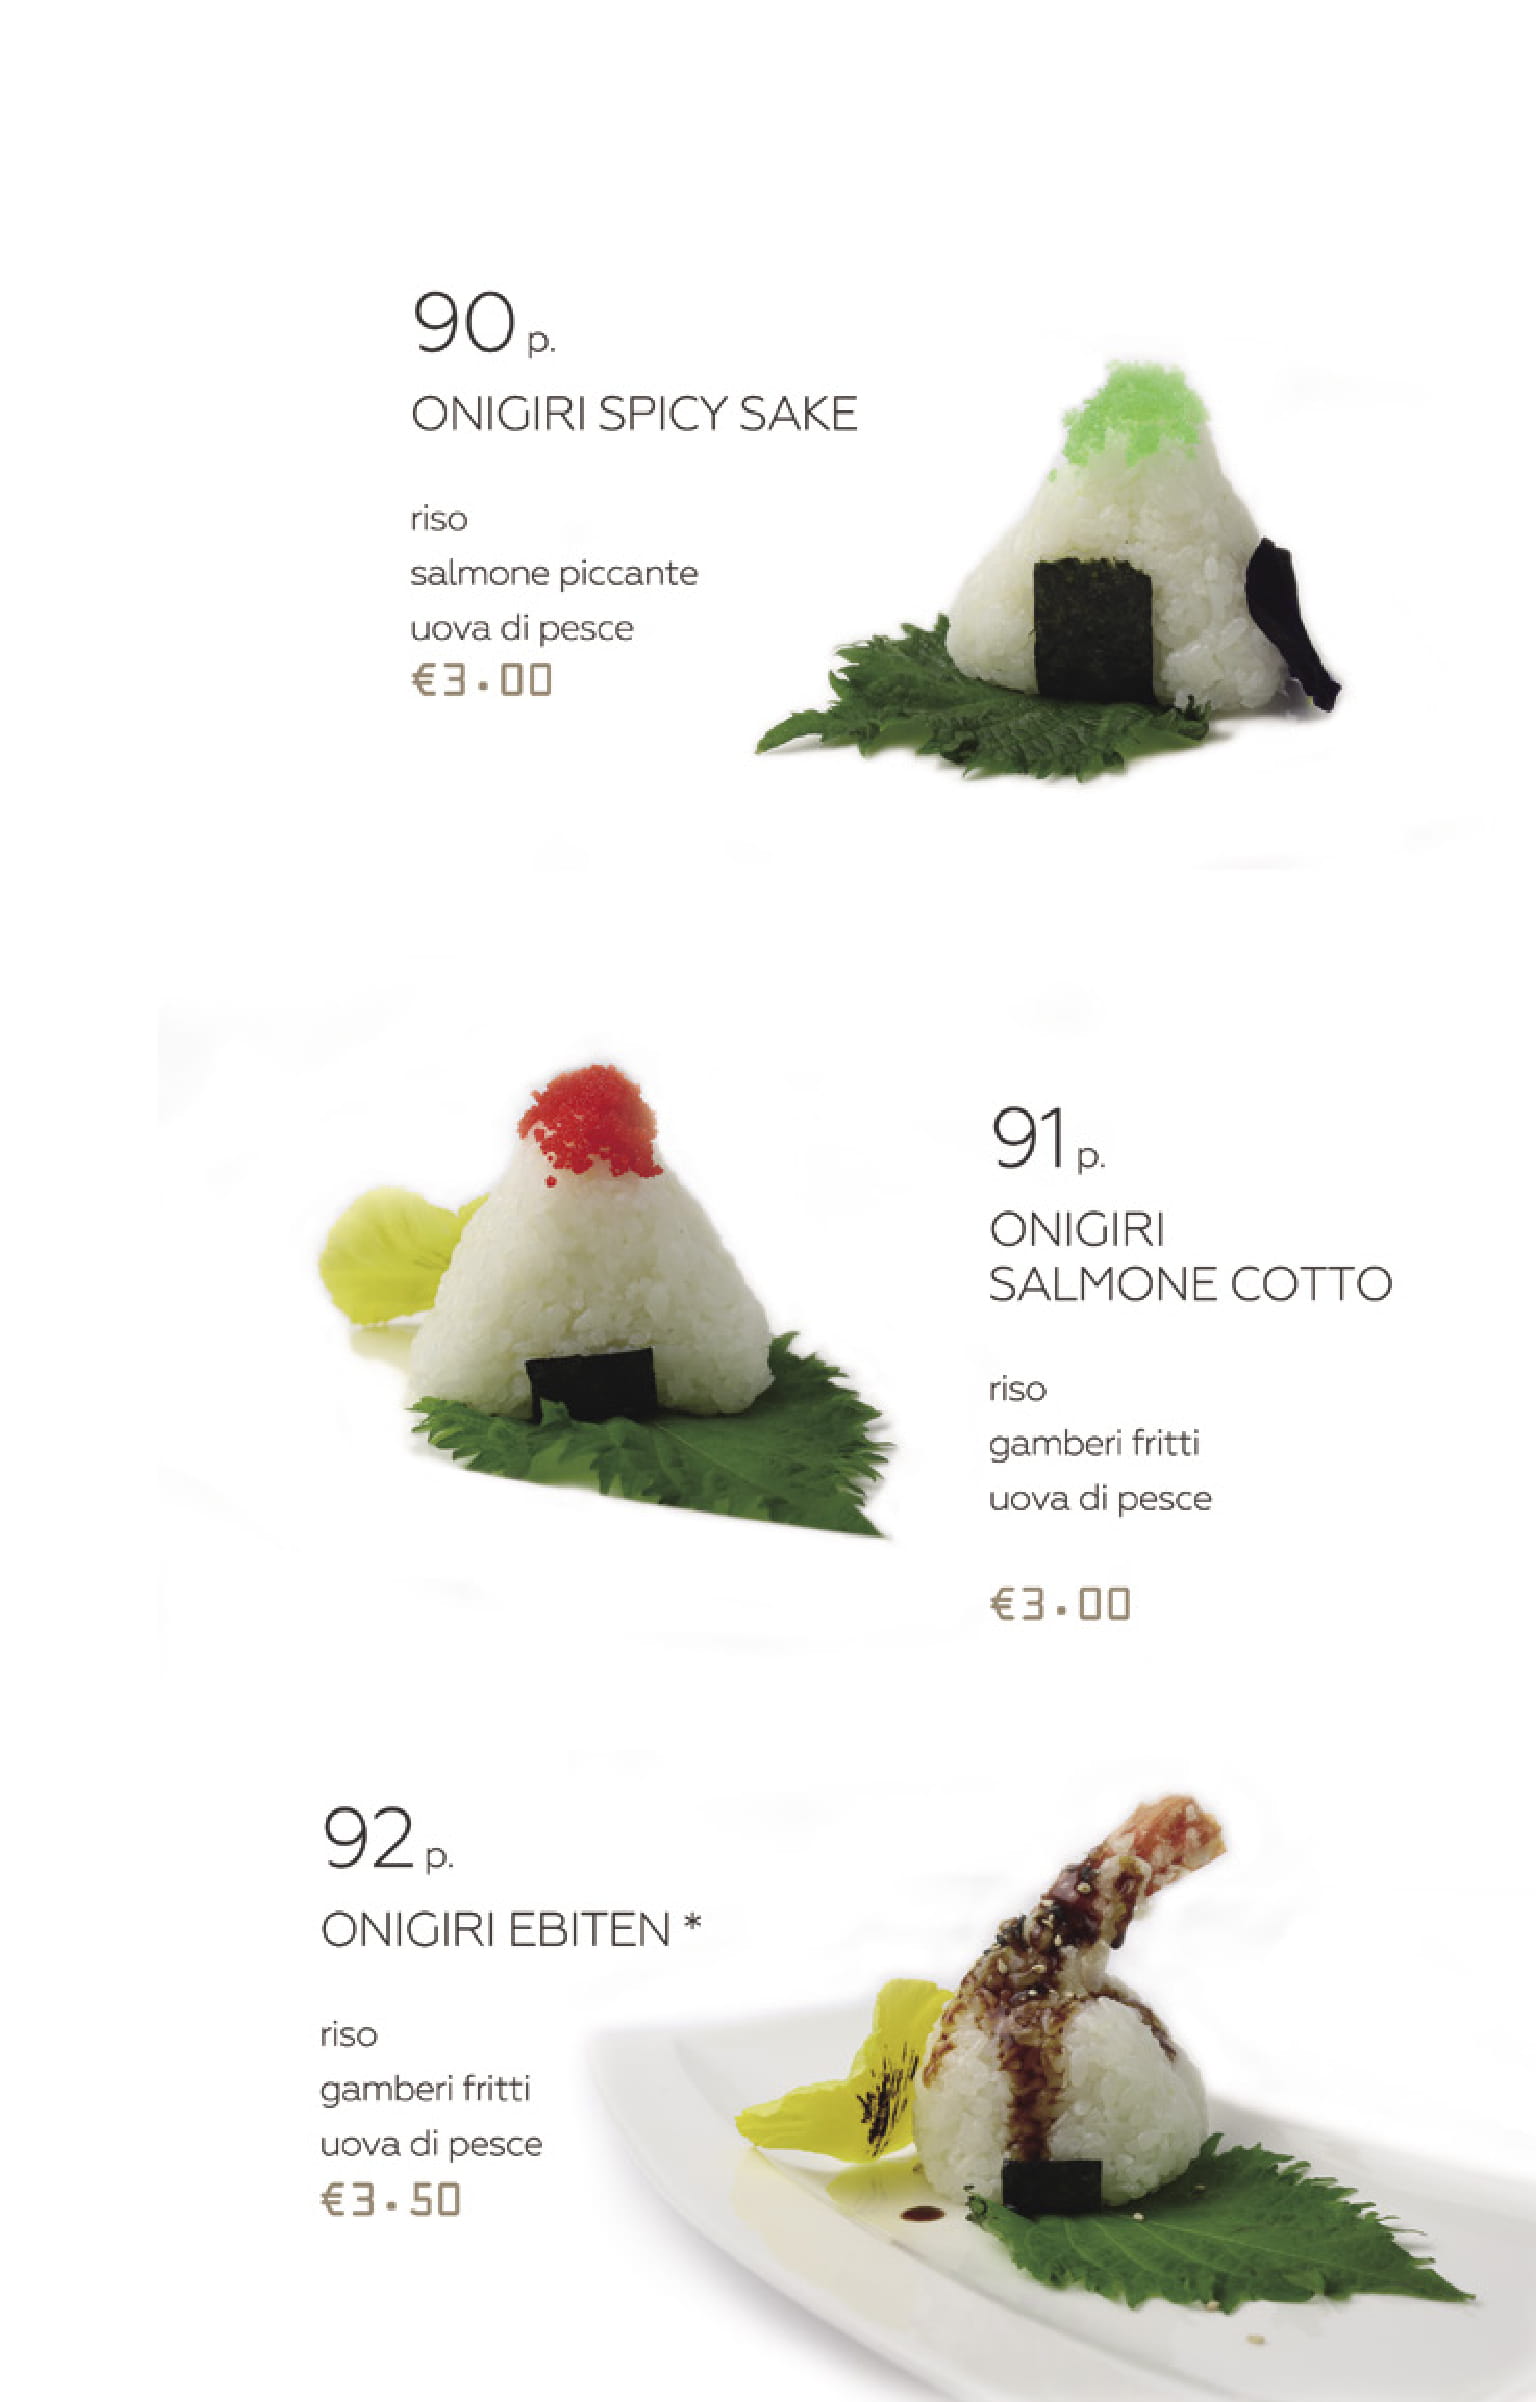 90 p.
ONIGIRI SPICY SAKE
riso
salmone piccante
uova di pesce
€3.00
91 p.
ONIGIRI
SALMONE COTTO
riso
gamberi fritti
uova di pesce
€3.00
92 p.
ONIGIRI EBITEN *
riso
gamberi fritti
uova di pesce
€3.50